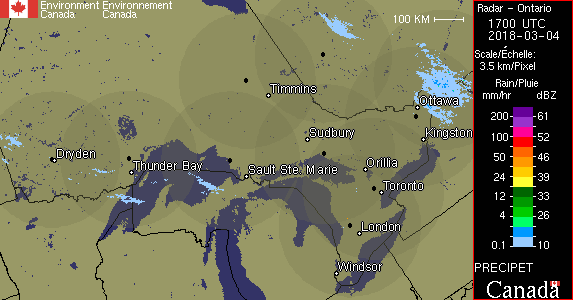 Environment Environnement
Canada Canada
100 KM
Radar - Ontario
1700 UTC
2018-03-04
Scale/Échelle:
3.5 km/Pixel
Rain/Pluie
mm/hr dBZ
200 61
100 52
50 46
24 39
12 33
4 26
0.1 10
PRECIPET
Canada
Timmins
Ottawa
Sudbury
Kingston
Dryden
Thunder Bay
Sault Ste. Marie
Orillia
Toronto
London
Windsor